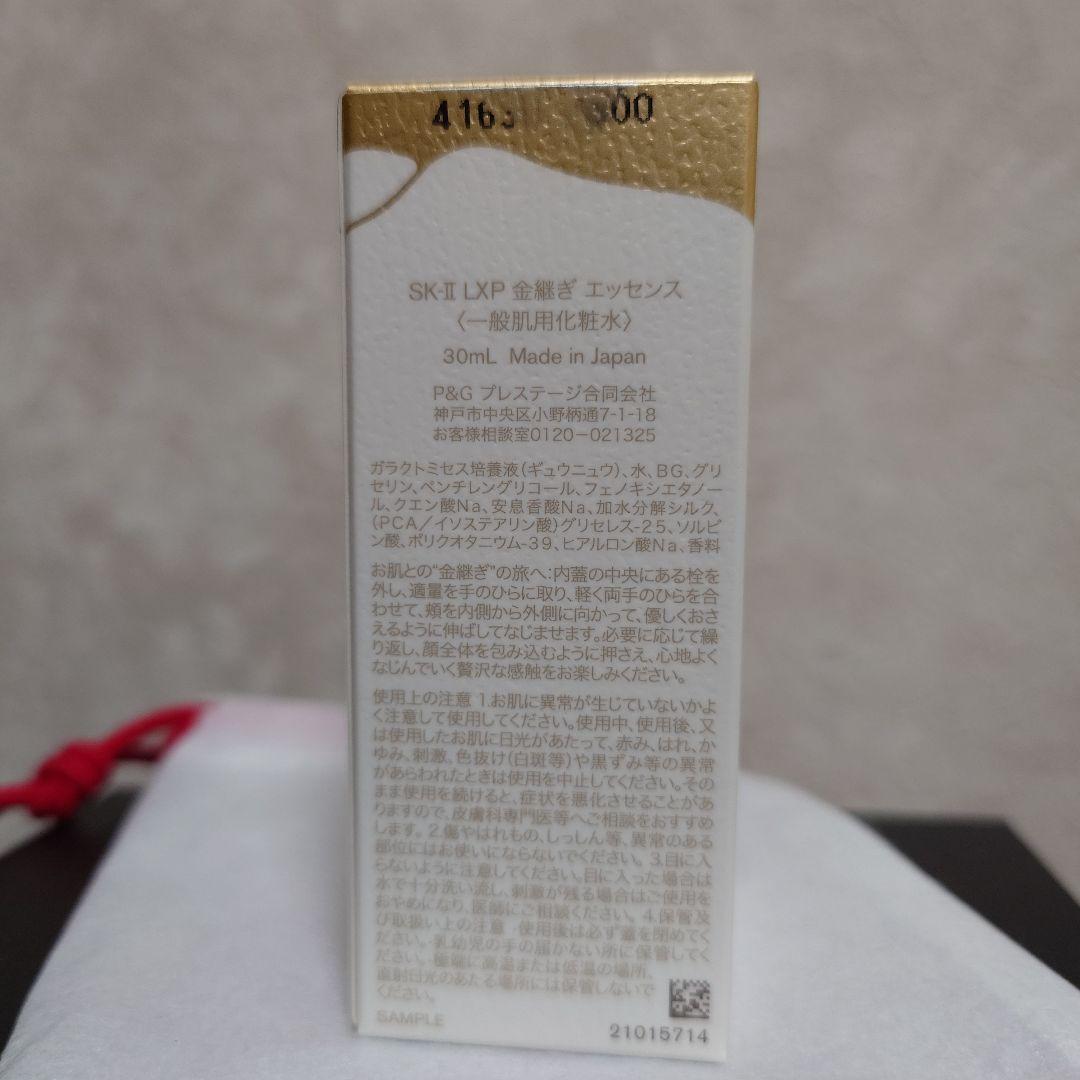 SK-II LXP 金継ぎ エッセンス
〈一般肌用化粧水〉
30mL Made in Japan
P&G プレステージ合同会社
神戸市中央区小野柄通7-1-18
お客様相談室0120-021325
ガラクトミセス培養液(ギュウニュウ)、水、BG、グリ
セリン、ペンチレングリコール、フェノキシエタノー
ル、クエン酸Na、安息香酸Na、加水分解シルク、
(PCA/イソステアリン酸)グリセレス-25、ソルビ
ン酸、ポリクオタニウム-39、ヒアルロン酸Na、香料
お肌との"金継ぎ"の旅へ:内蓋の中央にある栓を
外し、適量を手のひらに取り、軽く両手のひらを合
わせて、頬を内側から外側に向かって、優しくおさ
えるように伸ばしてなじませます。必要に応じて繰
り返し、顔全体を包み込むように押さえ、心地よく
なじんでいく贅沢な感触をお楽しみください。
使用上の注意 1.お肌に異常が生じていないかよ
く注意して使用してください。使用中、使用後、又
は使用したお肌に日光があたって、赤み、はれ、か
ゆみ、刺激、色抜け(白斑等)や黒ずみ等の異常
があらわれたときは使用を中止してください。その
まま使用を続けると、症状を悪化させることがあ
りますので、皮膚科専門医等へご相談をおすすめ
します。 2.傷やはれもの、しっしん等、異常のある
部位にはお使いにならないでください。 3.目に入
らないように注意してください。目に入った場合は
水で十分洗い流し、刺激が残る場合はご使用を
おやめになり、医師にご相談ください。 4.保管及
び取扱い上の注意 ・使用後は必ず蓋を閉めてく
ださい。・乳幼児の手の届かない所に保管してく
ださい。・極端に高温または低温の場所、
直射日光のあたる場所には保管しないで
ください。
SAMPLE
21015714